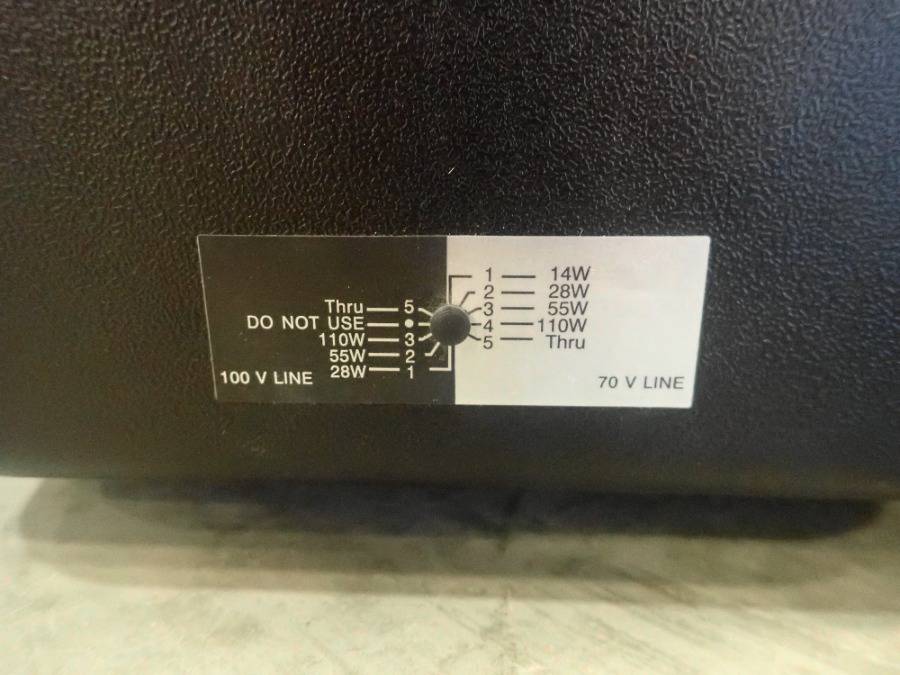 Thru 5
DO NOT USE •
110W 3
55W 2
28W 1
100 V LINE
1 14W
2 28W
3 55W
4 110W
5 Thru
70 V LINE